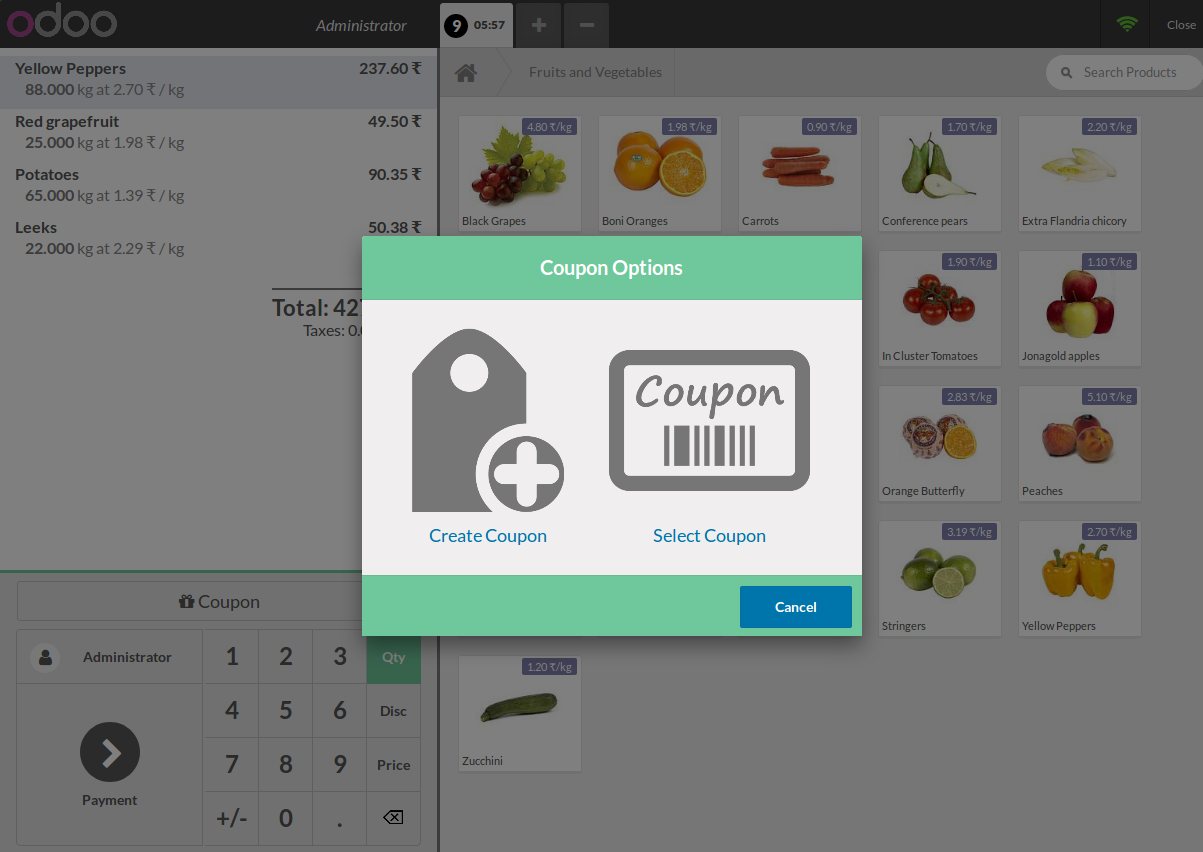 odoo
Administrator
9 05:57
Close
Yellow Peppers 237.60 ₹
88.000 kg at 2.70 ₹ / kg
Red grapefruit 49.50 ₹
25.000 kg at 1.98 ₹ / kg
Potatoes 90.35 ₹
65.000 kg at 1.39 ₹ / kg
Leeks 50.38 ₹
22.000 kg at 2.29 ₹ / kg
Total: 42
Taxes: 0.
Fruits and Vegetables
Search Products
4.80 ₹/kg
Black Grapes
1.98 ₹/kg
Boni Oranges
0.90 ₹/kg
Carrots
1.70 ₹/kg
Conference pears
2.20 ₹/kg
Extra Flandria chicory
1.90 ₹/kg
In Cluster Tomatoes
1.10 ₹/kg
Jonagold apples
2.83 ₹/kg
Orange Butterfly
5.10 ₹/kg
Peaches
3.19 ₹/kg
Stringers
2.70 ₹/kg
Yellow Peppers
1.20 ₹/kg
Zucchini
Coupon Options
Coupon
Create Coupon
Select Coupon
Cancel
Coupon
Administrator
1 2 3 Qty
4 5 6 Disc
7 8 9 Price
+/- 0 .
Payment